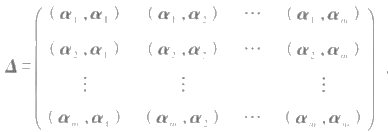 Δ = ( (α₁, α₁) (α₁, α₂) ⋯ (α₁, αₘ)
(α₂, α₁) (α₂, α₂) ⋯ (α₂, αₘ)
⋮ ⋮ ⋮
(αₘ, α₁) (αₘ, α₂) ⋯ (αₘ, αₘ) ) ,